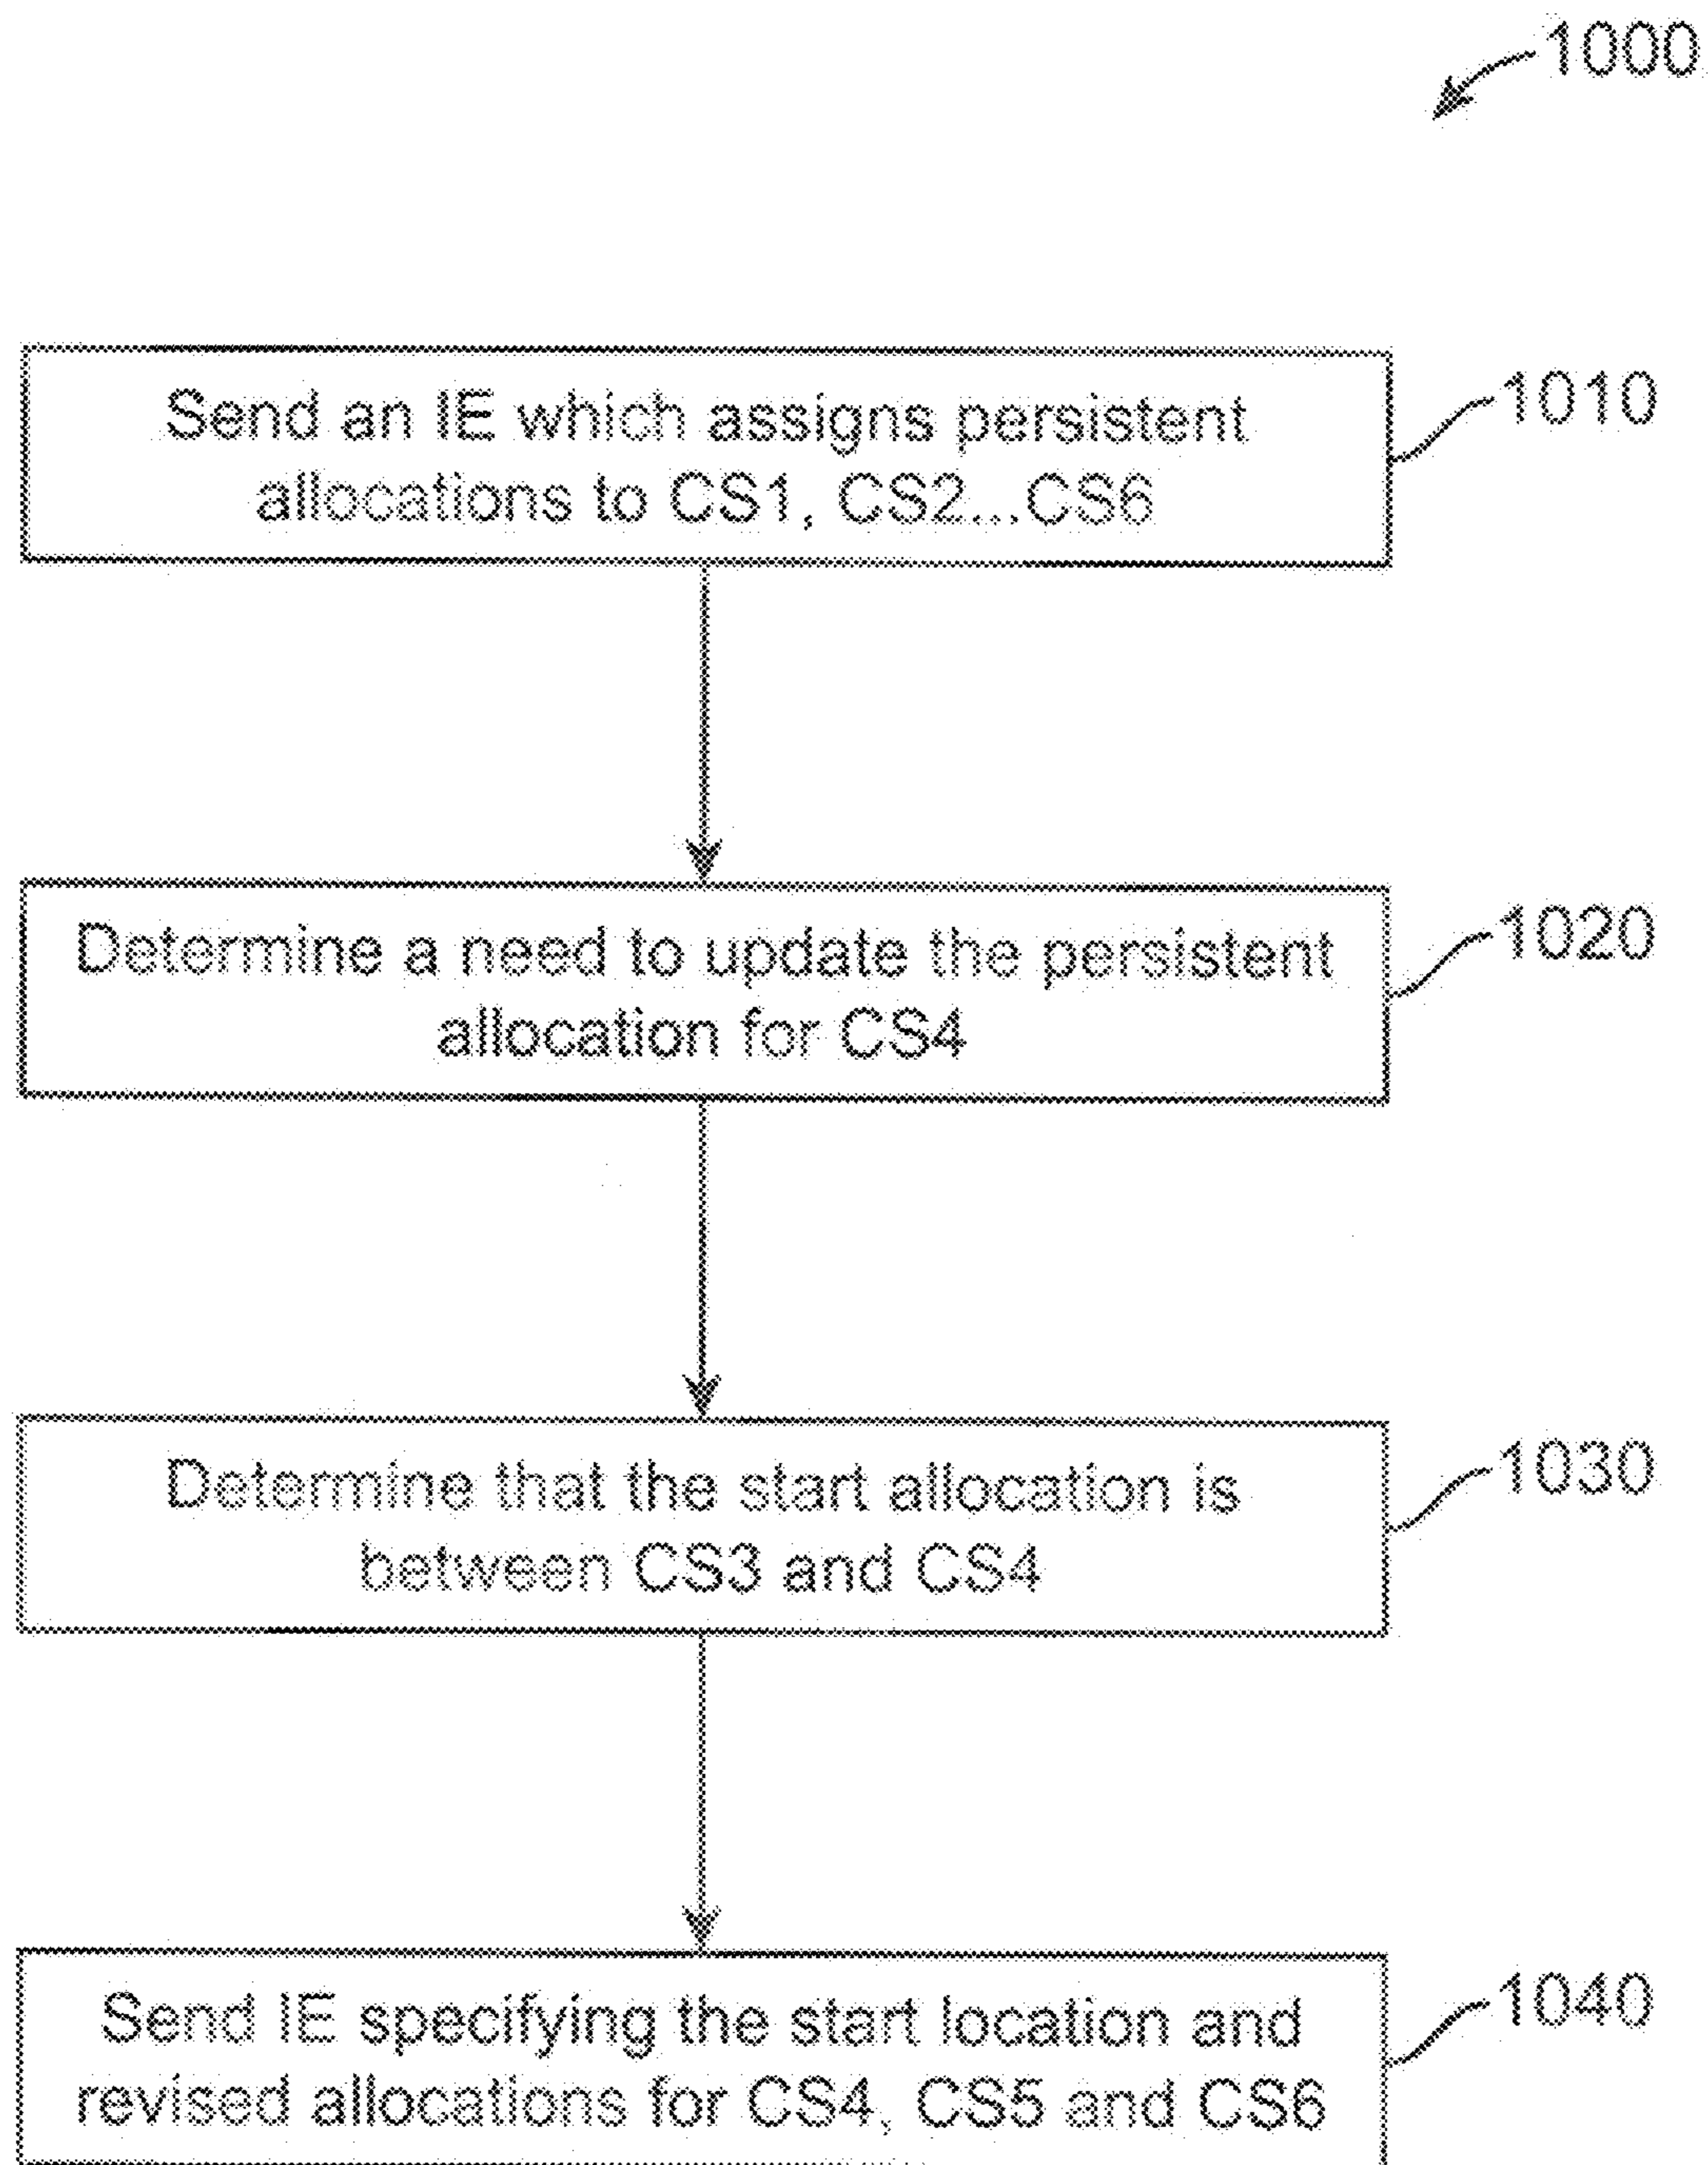 1000
Send an IE which assigns persistent
allocations to CS1, CS2...CS6
1010
Determine a need to update the persistent
allocation for CS4
1020
Determine that the start allocation is
between CS3 and CS4
1030
Send IE specifying the start location and
revised allocations for CS4, CS5 and CS6
1040